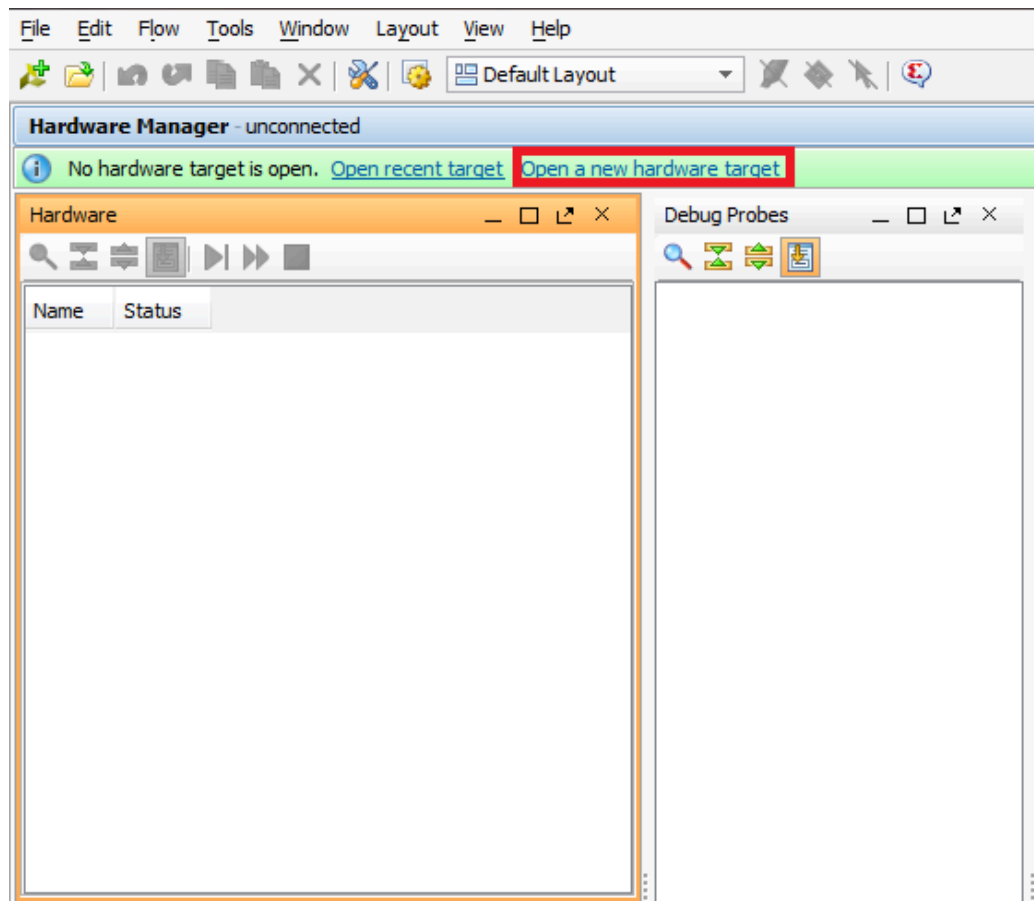 File Edit Flow Tools Window Layout View Help
Default Layout
Hardware Manager - unconnected
No hardware target is open. Open recent target Open a new hardware target
Hardware
Debug Probes
Name Status